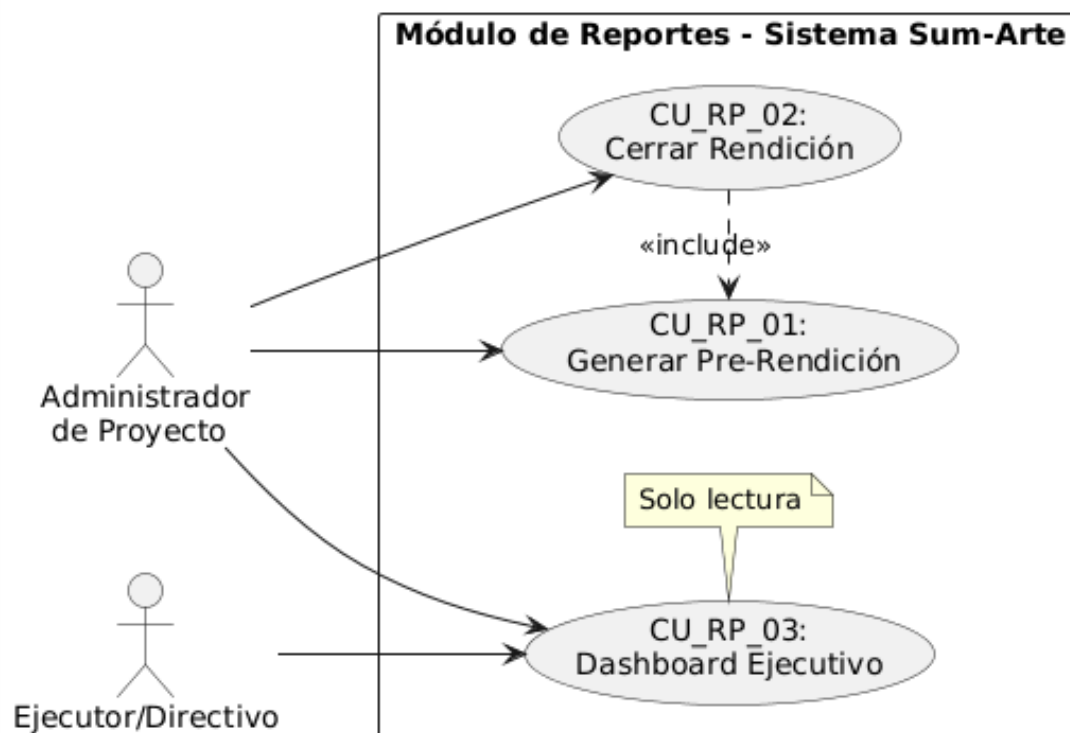 Módulo de Reportes - Sistema Sum-Arte
CU_RP_02:
Cerrar Rendición
«include»
CU_RP_01:
Generar Pre-Rendición
Administrador
de Proyecto
Solo lectura
CU_RP_03:
Dashboard Ejecutivo
Ejecutor/Directivo